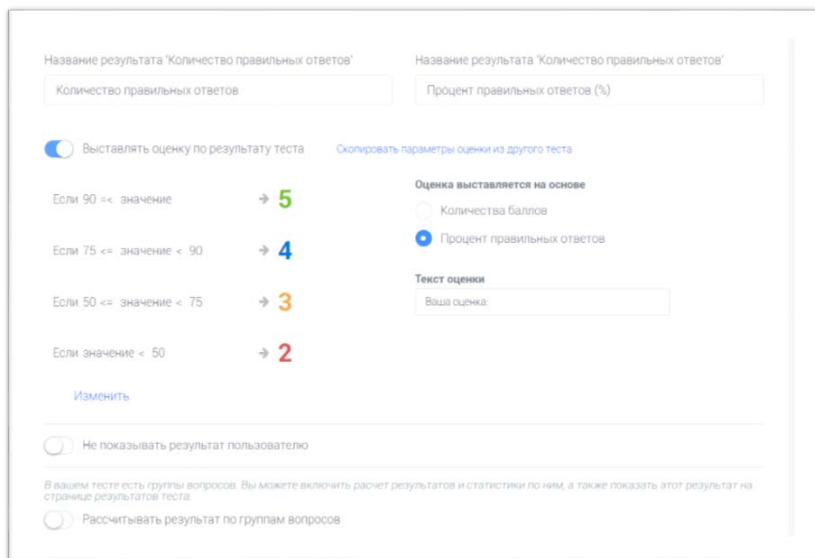 Название результата 'Количество правильных ответов'
Название результата 'Количество правильных ответов'
Количество правильных ответов
Процент правильных ответов (%)
Выставлять оценку по результату теста
Скопировать параметры оценки из другого теста
Если 90 =< значение → 5
Если 75 <= значение < 90 → 4
Если 50 <= значение < 75 → 3
Если значение < 50 → 2
Изменить
Оценка выставляется на основе
Количества баллов
Процент правильных ответов
Текст оценки
Ваша оценка:
Не показывать результат пользователю
В вашем тесте есть группы вопросов. Вы можете включить расчет результатов и статистики по ним, а также показать этот результат на
странице результатов теста.
Рассчитывать результат по группам вопросов